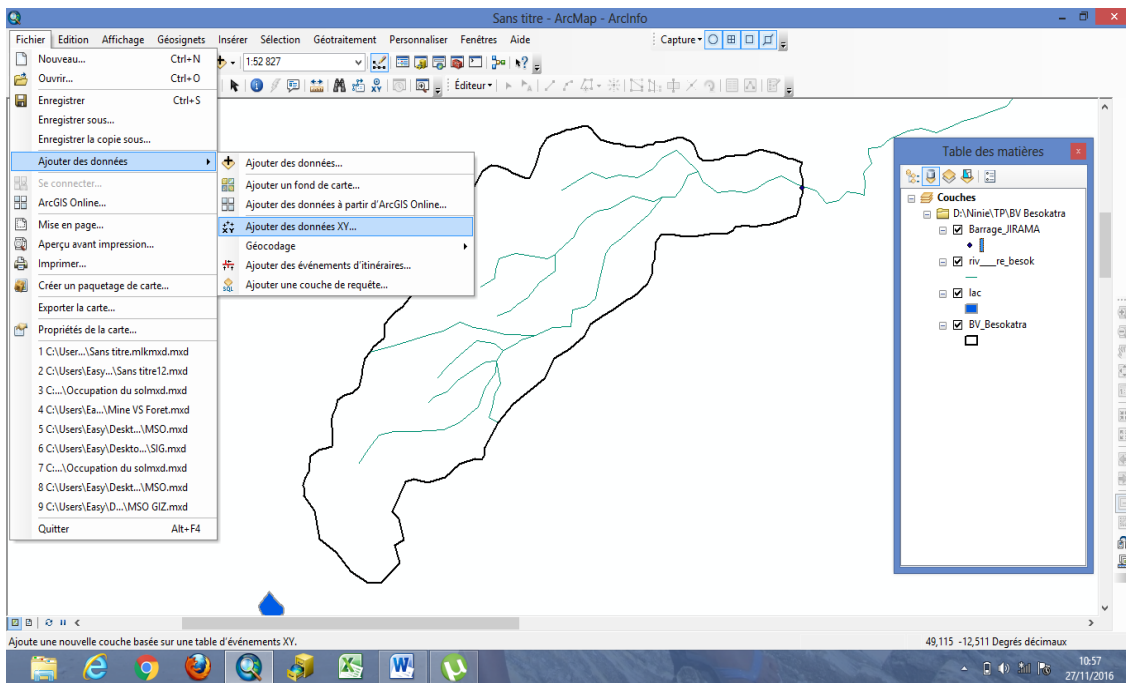 Sans titre - ArcMap - ArcInfo
Fichier Edition Affichage Géosignets Insérer Sélection Géotraitement Personnaliser Fenêtres Aide
Capture
Nouveau... Ctrl+N
1:52 827
Ouvrir... Ctrl+O
Éditeur
Enregistrer Ctrl+S
Enregistrer sous...
Enregistrer la copie sous...
Ajouter des données
Se connecter...
ArcGIS Online...
Mise en page...
Aperçu avant impression...
Imprimer...
Créer un paquetage de carte...
Exporter la carte...
Propriétés de la carte...
1 C:\User...\Sans titre.mlkmxd.mxd
2 C:\Users\Easy...\Sans titre12.mxd
3 C:...\Occupation du solmxd.mxd
4 C:\Users\Ea...\Mine VS Foret.mxd
5 C:\Users\Easy\Deskt...\MSO.mxd
6 C:\Users\Easy\Deskto...\SIG.mxd
7 C:...\Occupation du solmxd.mxd
8 C:\Users\Easy\Deskt...\MSO.mxd
9 C:\Users\Easy\D...\MSO GIZ.mxd
Quitter Alt+F4
Ajouter des données...
Ajouter un fond de carte...
Ajouter des données à partir d'ArcGIS Online...
XY Ajouter des données XY...
Géocodage
Ajouter des événements d'itinéraires...
SQL Ajouter une couche de requête...
Table des matières
Couches
D:\Ninie\TP\BV Besokatra
Barrage_JIRAMA
riv___re_besok
lac
BV_Besokatra
Ajoute une nouvelle couche basée sur une table d'événements XY.
49,115 -12,511 Degrés décimaux
10:57
27/11/2016